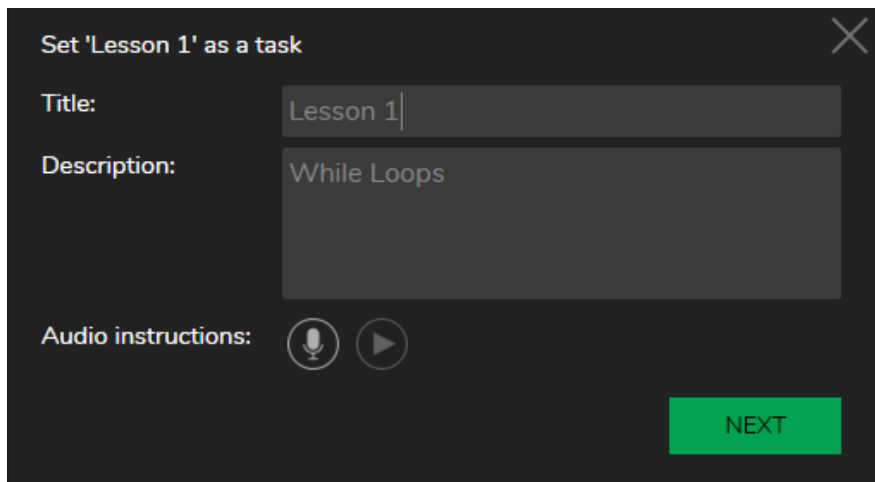 Set 'Lesson 1' as a task
Title:
Lesson 1
Description:
While Loops
Audio instructions:
NEXT